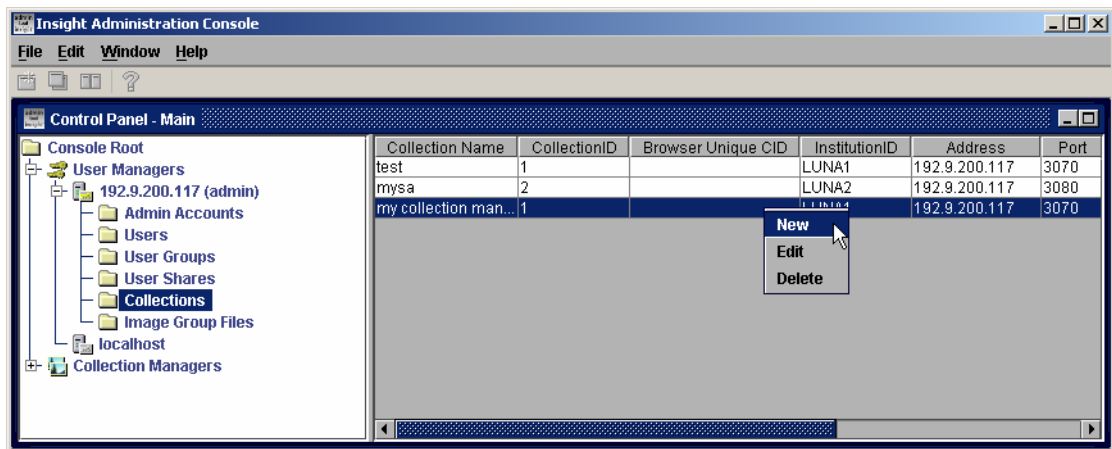 Insight Administration Console
File Edit Window Help
Control Panel - Main
Console Root
User Managers
192.9.200.117 (admin)
Admin Accounts
Users
User Groups
User Shares
Collections
Image Group Files
localhost
Collection Managers
Collection Name CollectionID Browser Unique CID InstitutionID Address Port
test 1 LUNA1 192.9.200.117 3070
mysa 2 LUNA2 192.9.200.117 3080
my collection man... 1 192.9.200.117 3070
New
Edit
Delete